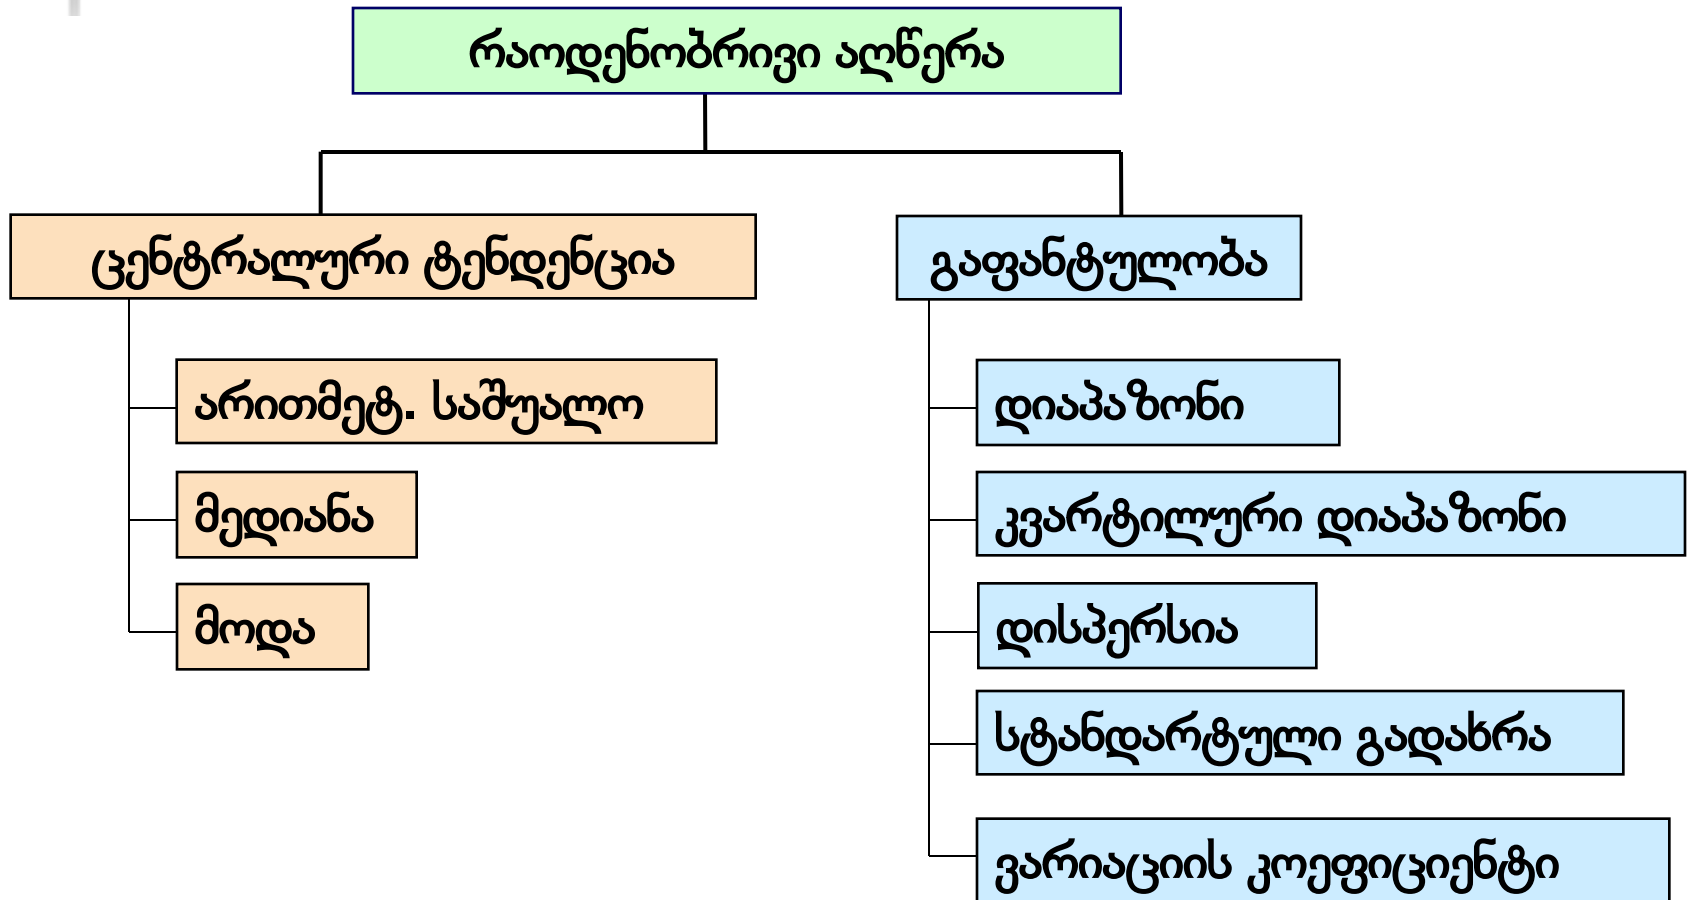 რაოდენობრივი აღწერა
ცენტრალური ტენდენცია
არითმეტ. საშუალო
მედიანა
მოდა
გაფანტულობა
დიაპაზონი
კვარტილური დიაპაზონი
დისპერსია
სტანდარტული გადახრა
ვარიაციის კოეფიციენტი